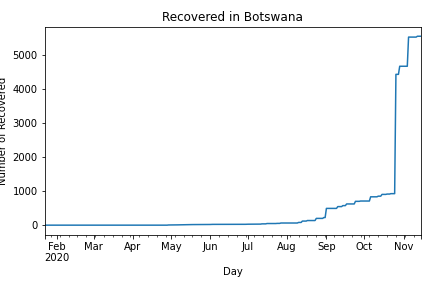 Recovered in Botswana
Number of Recovered
5000
4000
3000
2000
1000
0
Feb Mar Apr May Jun Jul Aug Sep Oct Nov
2020
Day